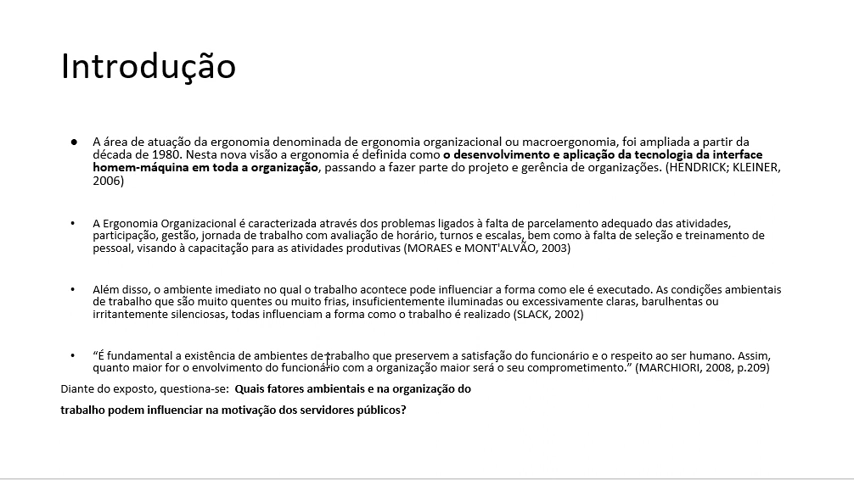 Introdução
● A área de atuação da ergonomia denominada de ergonomia organizacional ou macroergonomia, foi ampliada a partir da
década de 1980. Nesta nova visão a ergonomia é definida como o desenvolvimento e aplicação da tecnologia da interface
homem-máquina em toda a organização, passando a fazer parte do projeto e gerência de organizações. (HENDRICK; KLEINER,
2006)
• A Ergonomia Organizacional é caracterizada através dos problemas ligados à falta de parcelamento adequado das atividades,
participação, gestão, jornada de trabalho com avaliação de horário, turnos e escalas, bem como à falta de seleção e treinamento de
pessoal, visando à capacitação para as atividades produtivas (MORAES e MONT'ALVÃO, 2003)
• Além disso, o ambiente imediato no qual o trabalho acontece pode influenciar a forma como ele é executado. As condições ambientais
de trabalho que são muito quentes ou muito frias, insuficientemente iluminadas ou excessivamente claras, barulhentas ou
irritantemente silenciosas, todas influenciam a forma como o trabalho é realizado (SLACK, 2002)
• “É fundamental a existência de ambientes de trabalho que preservem a satisfação do funcionário e o respeito ao ser humano. Assim,
quanto maior for o envolvimento do funcionário com a organização maior será o seu comprometimento.” (MARCHIORI, 2008, p.209)
Diante do exposto, questiona-se: Quais fatores ambientais e na organização do
trabalho podem influenciar na motivação dos servidores públicos?